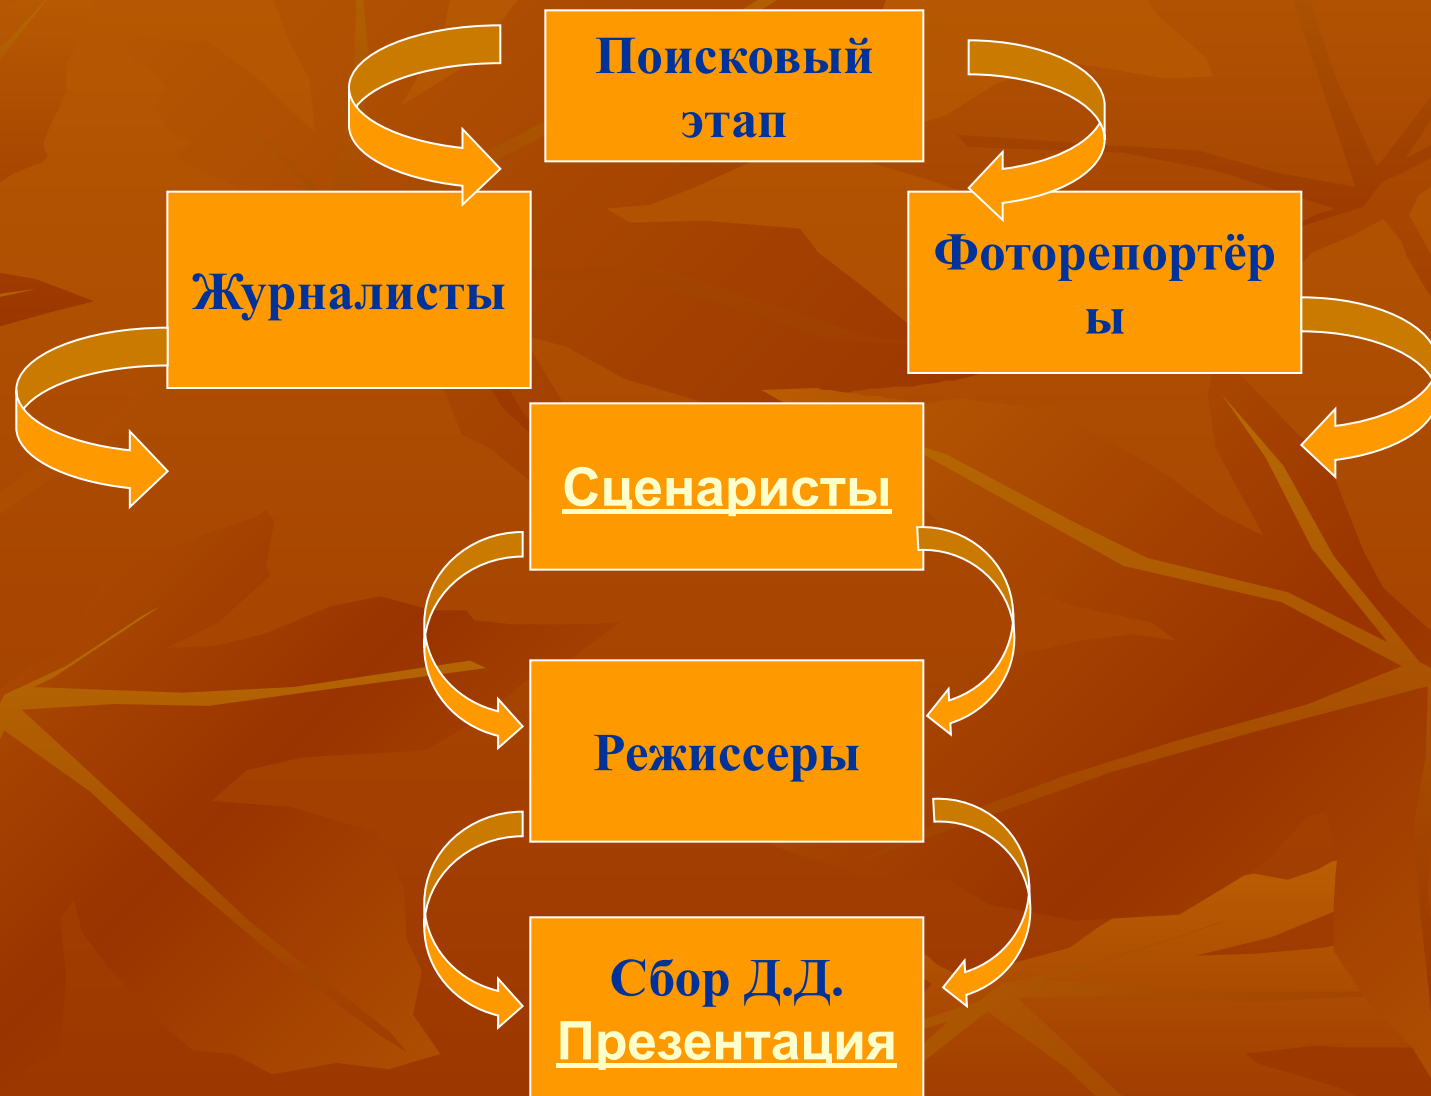 Поисковый
этап
Журналисты
Фоторепортёр
ы
Сценаристы
Режиссеры
Сбор Д.Д.
Презентация